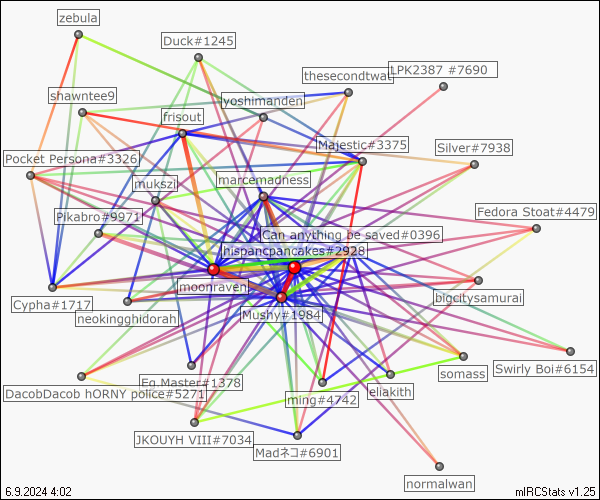 zebula
Duck#1245
thesecondtwat
LPK2387 #7690
shawntee9
yoshimanden
frisout
Majestic#3375
Silver#7938
Pocket Persona#3326
mukszi
marcemadness
Pikabro#9971
Fedora Stoat#4479
Can anything be saved#0396
hispancpancakes#2928
moonraven
Cypha#1717
bigcitysamurai
neokingghidorah
Mushy#1984
Swirly Boi#6154
somass
Eg Master#1378
eliakith
DacobDacob hORNY police#5271
ming#4742
JKOUYH VIII#7034
Madネコ#6901
normalwan
6.9.2024 4:02
mIRCStats v1.25